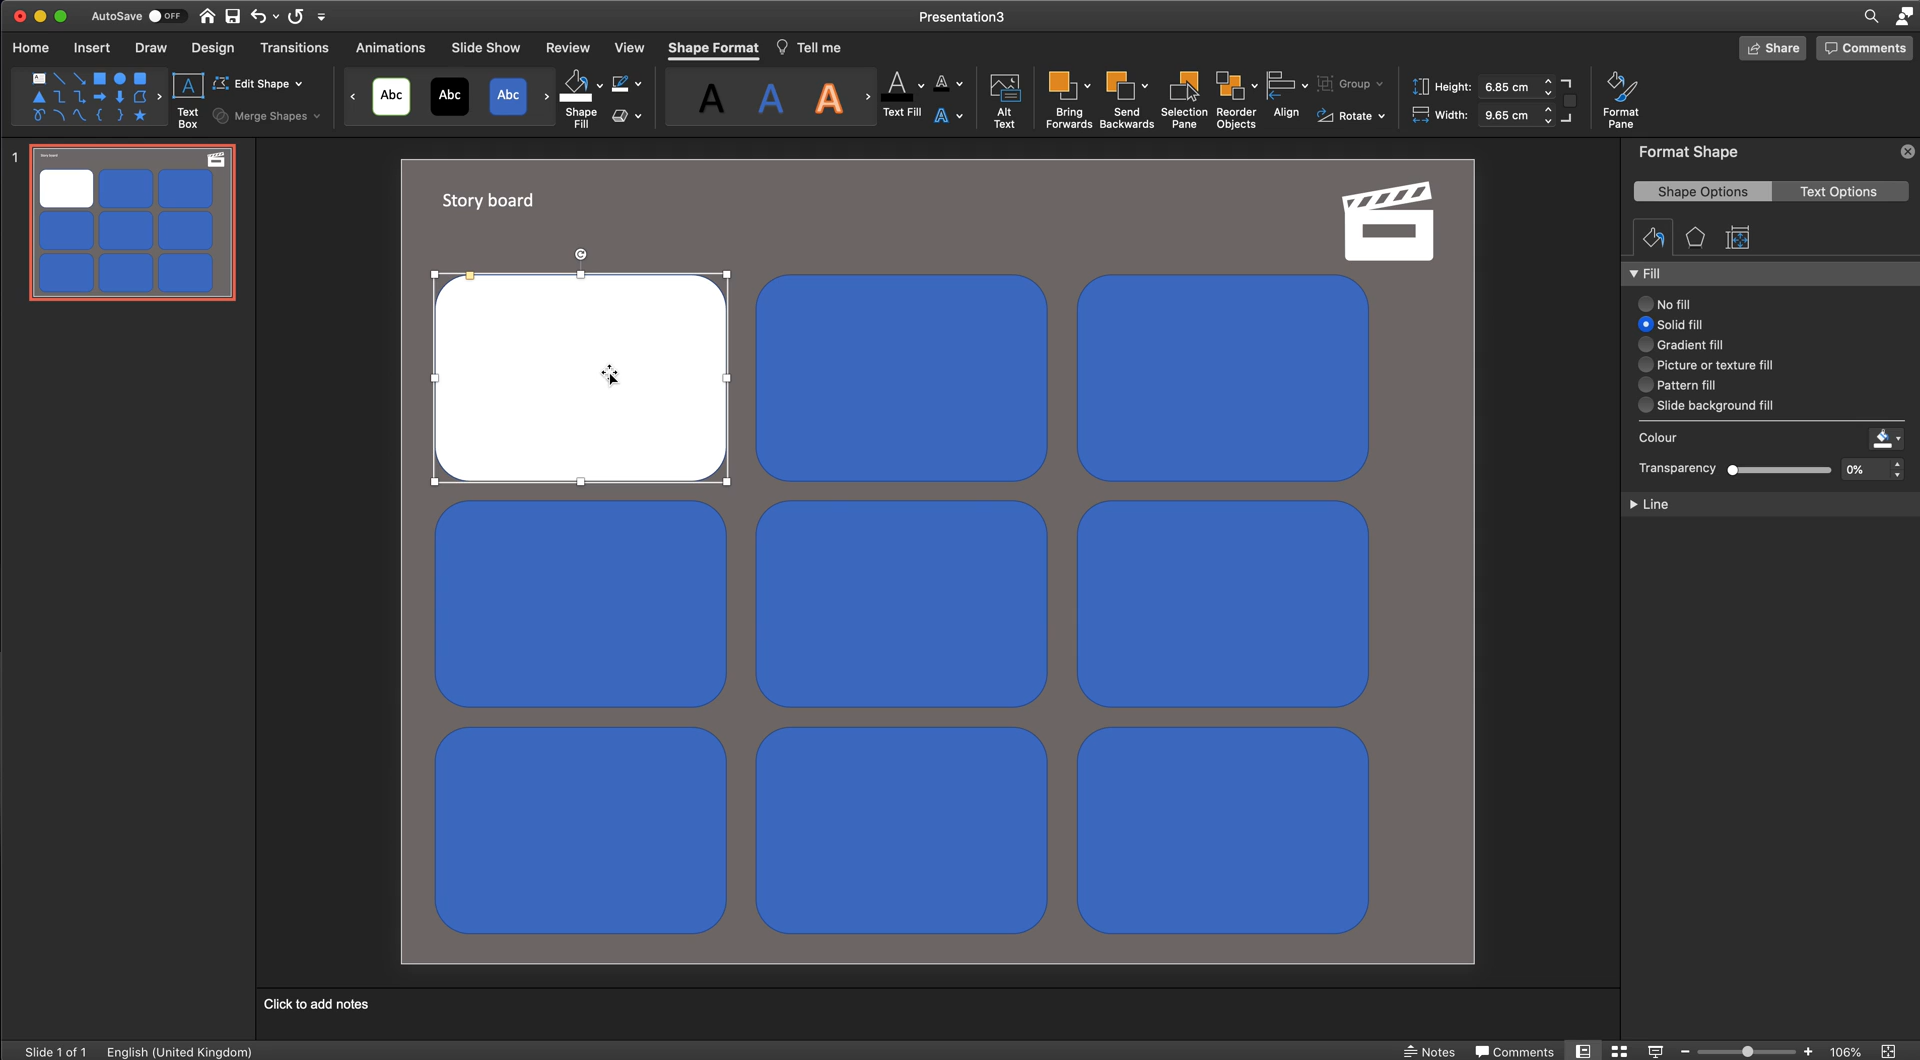 AutoSave OFF
Presentation3
Home Insert Draw Design Transitions Animations Slide Show Review View Shape Format Tell me
Share Comments
A
Text Box
Edit Shape
Merge Shapes
Abc Abc Abc
Shape Fill
A A A
Text Fill
Alt Text
Bring Forwards
Send Backwards
Selection Pane
Reorder Objects
Align
Group
Rotate
Height: 6.85 cm
Width: 9.65 cm
Format Pane
1
Story board
Story board
Format Shape
Shape Options Text Options
Fill
No fill
Solid fill
Gradient fill
Picture or texture fill
Pattern fill
Slide background fill
Colour
Transparency 0%
Line
Click to add notes
Slide 1 of 1 English (United Kingdom)
Notes Comments 106%